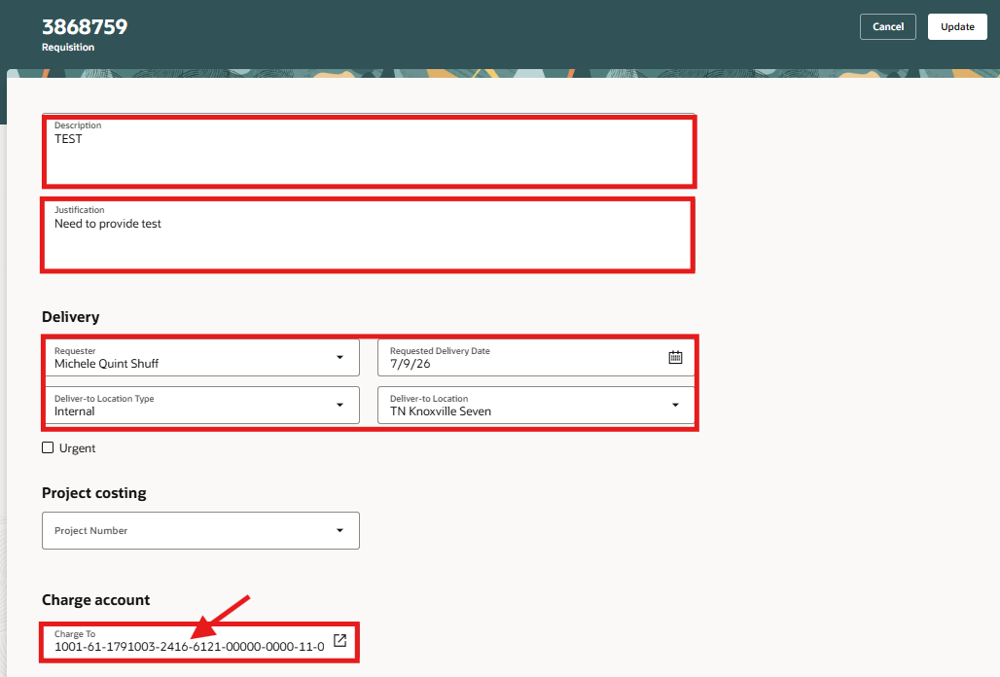 3868759
Requisition
Cancel
Update
Description
TEST
Justification
Need to provide test
Delivery
Requester
Michele Quint Shuff
Requested Delivery Date
7/9/26
Deliver-to Location Type
Internal
Deliver-to Location
TN Knoxville Seven
Urgent
Project costing
Project Number
Charge account
Charge To
1001-61-1791003-2416-6121-00000-0000-11-0